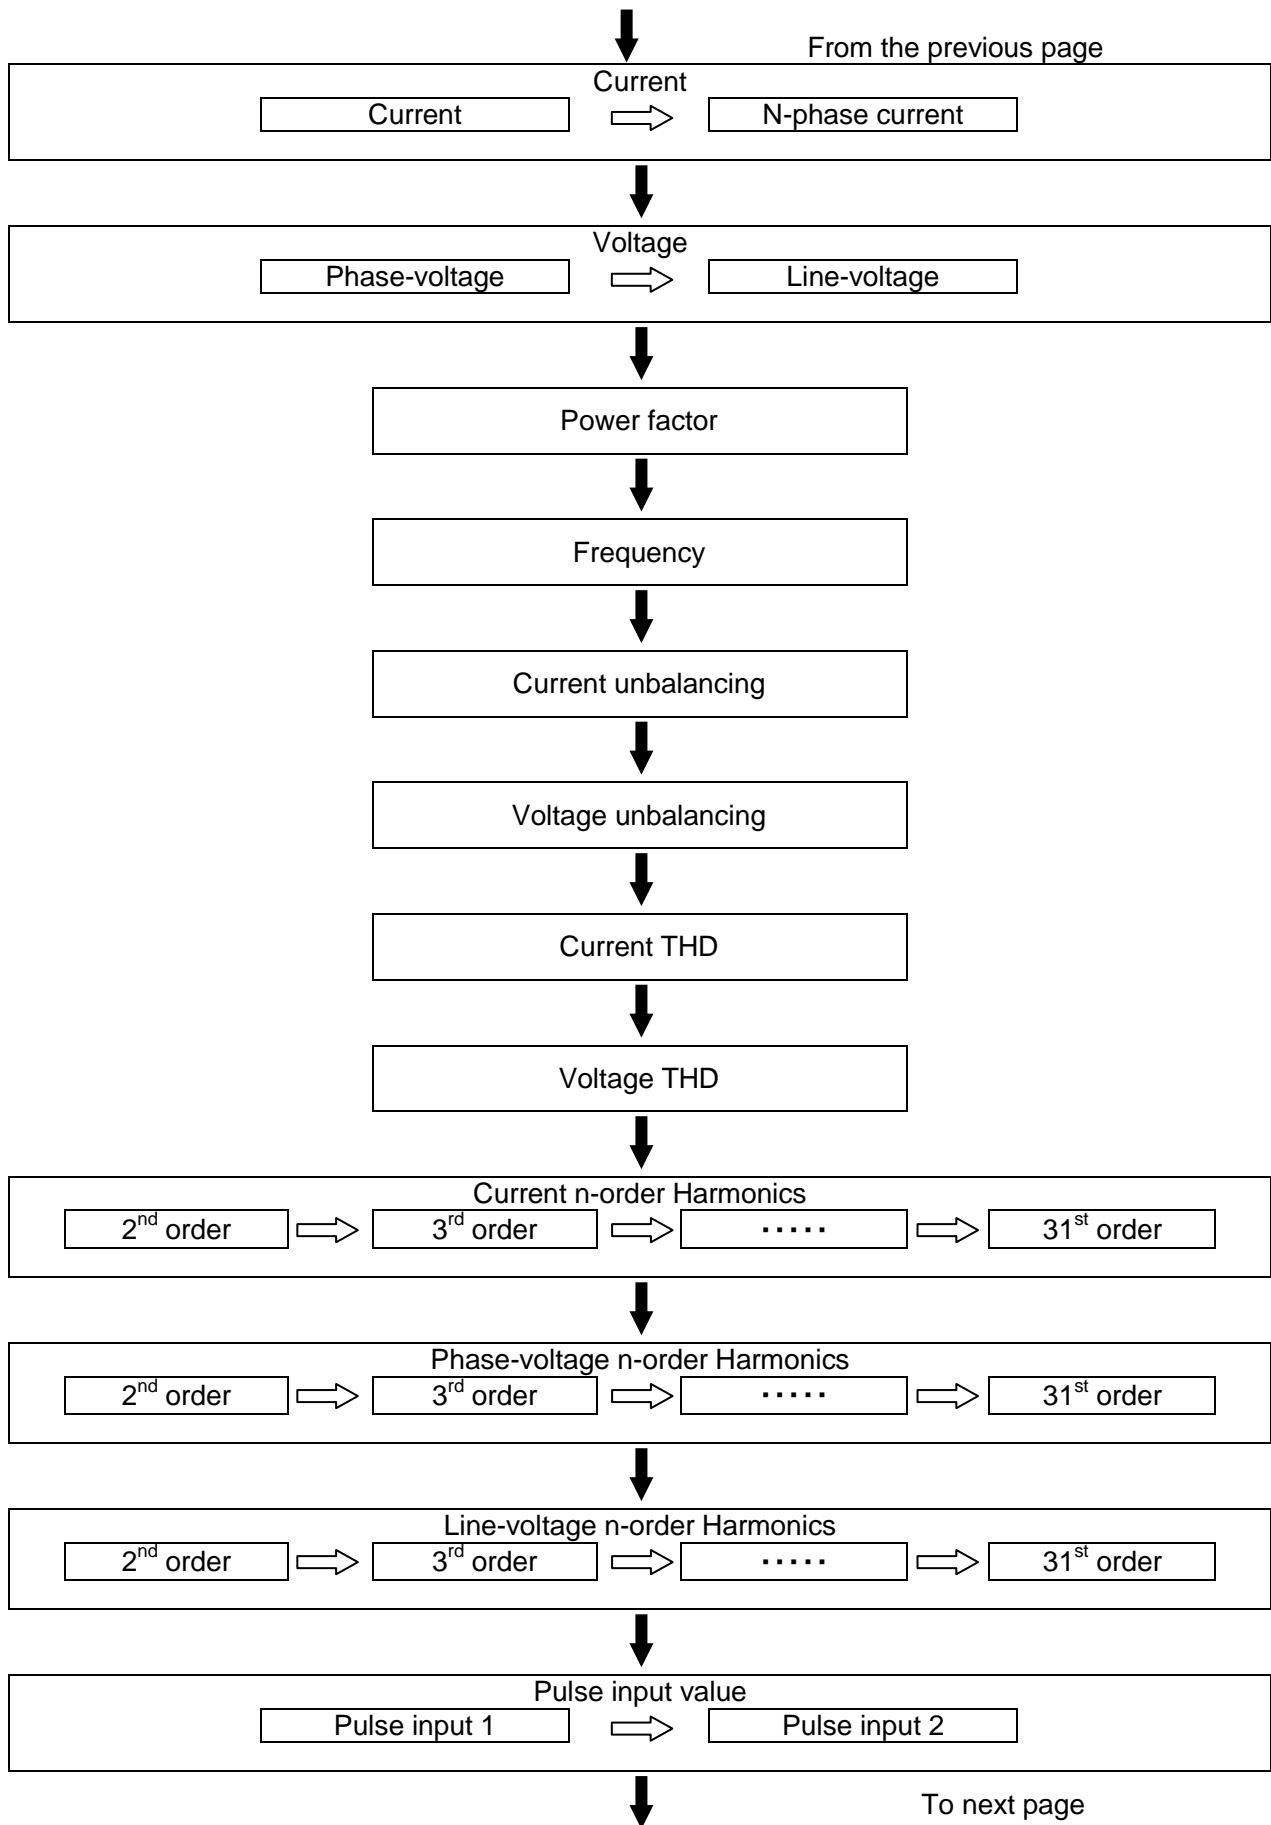 From the previous page
Current
Current
N-phase current
Voltage
Phase-voltage
Line-voltage
Power factor
Frequency
Current unbalancing
Voltage unbalancing
Current THD
Voltage THD
Current n-order Harmonics
2nd order
3rd order
·····
31st order
Phase-voltage n-order Harmonics
2nd order
3rd order
·····
31st order
Line-voltage n-order Harmonics
2nd order
3rd order
·····
31st order
Pulse input value
Pulse input 1
Pulse input 2
To next page